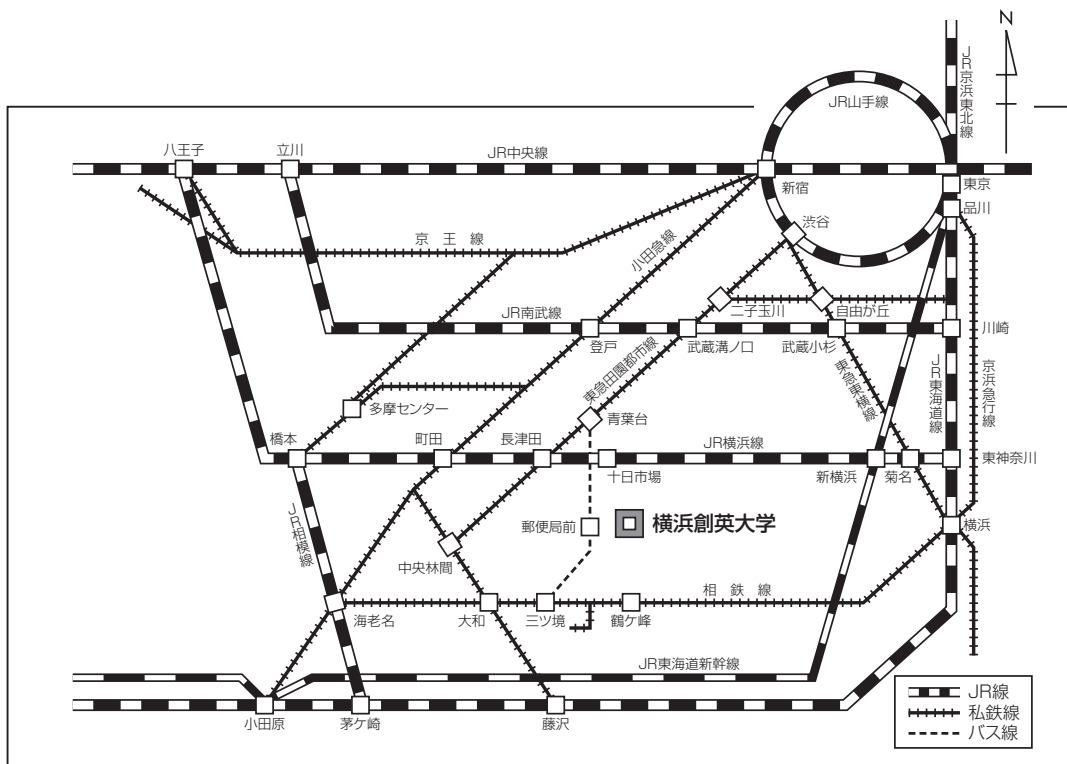 N
JR京浜東北線
JR山手線
八王子
立川
JR中央線
新宿
東京
品川
渋谷
京王線
小田急線
二子玉川
自由が丘
JR南武線
登戸
武蔵溝ノ口
武蔵小杉
川崎
東急田園都市線
東急東横線
JR東海道線
京浜急行線
多摩センター
青葉台
橋本
町田
長津田
JR横浜線
十日市場
新横浜
菊名
東神奈川
JR相模線
郵便局前
横浜創英大学
横浜
中央林間
相鉄線
海老名
大和
三ツ境
鶴ケ峰
JR東海道新幹線
小田原
茅ケ崎
藤沢
JR線
私鉄線
バス線